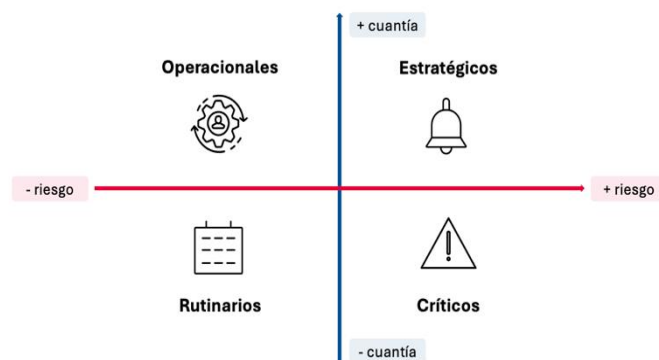 + cuantía
Operacionales
Estratégicos
- riesgo
+ riesgo
Rutinarios
Críticos
- cuantía